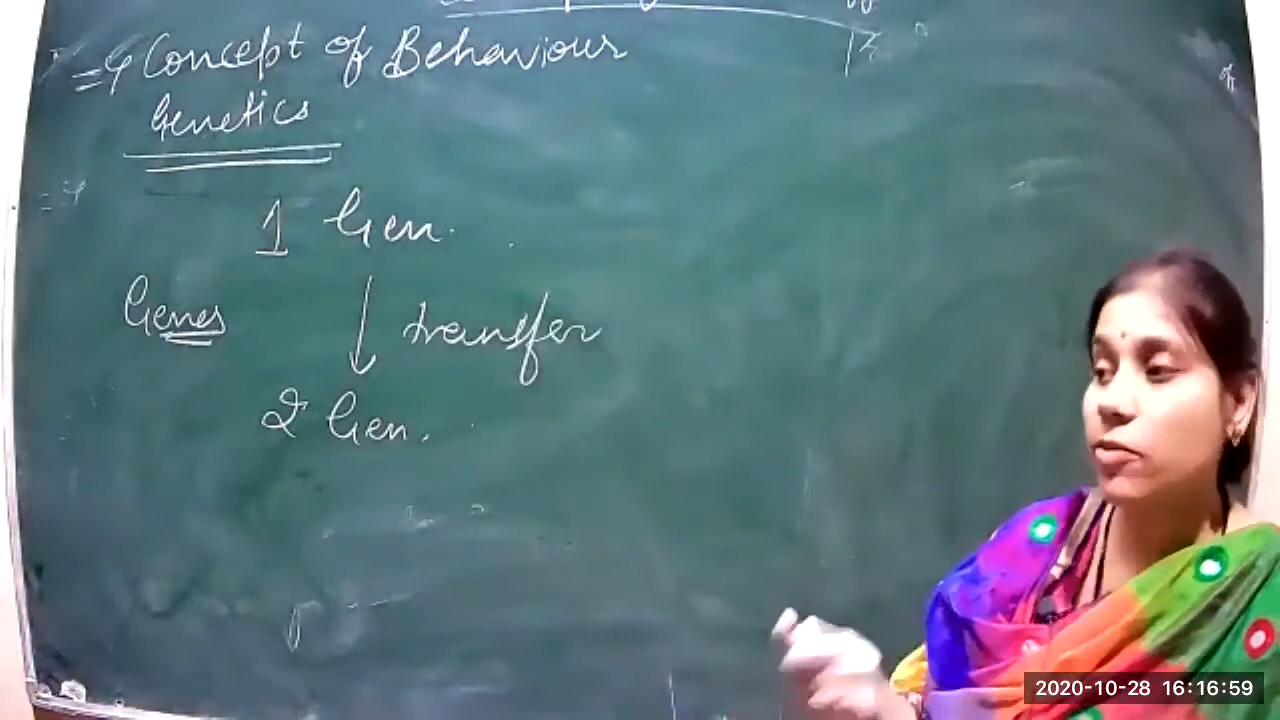 Concept of Behaviour
Genetics
1 Gen.
Genes
transfer
2 Gen.
2020-10-28 16:16:59